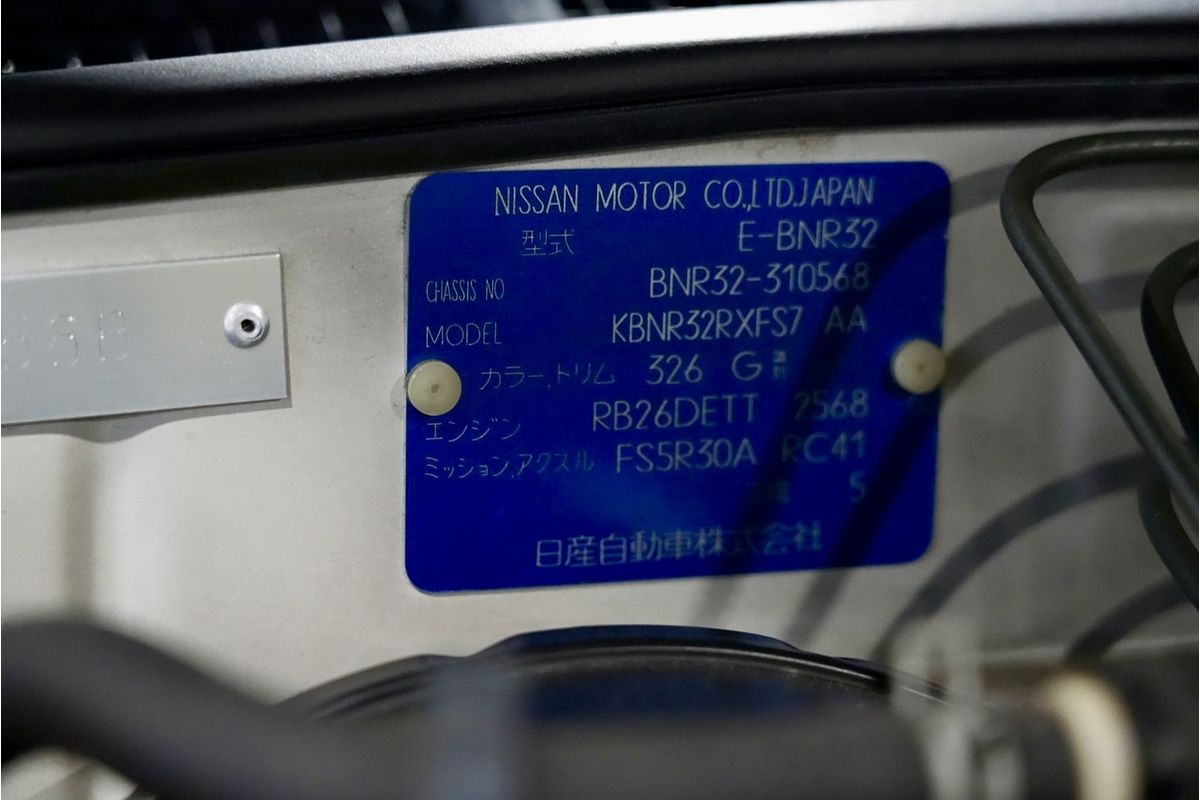 NISSAN MOTOR CO.,LTD.JAPAN
型式 E-BNR32
CHASSIS NO BNR32-310568
MODEL KBNR32RXFS7 AA
カラー,トリム 326 G
エンジン RB26DETT 2568
ミッション,アクスル FS5R30A RC41
5
日産自動車株式会社
568